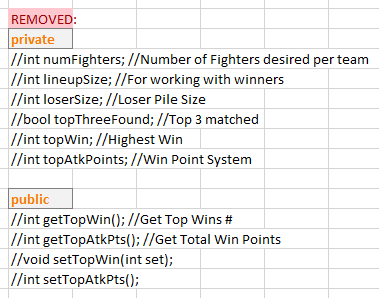 REMOVED:
private
//int numFighters; //Number of Fighters desired per team
//int lineupSize; //For working with winners
//int loserSize; //Loser Pile Size
//bool topThreeFound; //Top 3 matched
//int topWin; //Highest Win
//int topAtkPoints; //Win Point System
public
//int getTopWin(); //Get Top Wins #
//int getTopAtkPts(); //Get Total Win Points
//void setTopWin(int set);
//int setTopAtkPts();